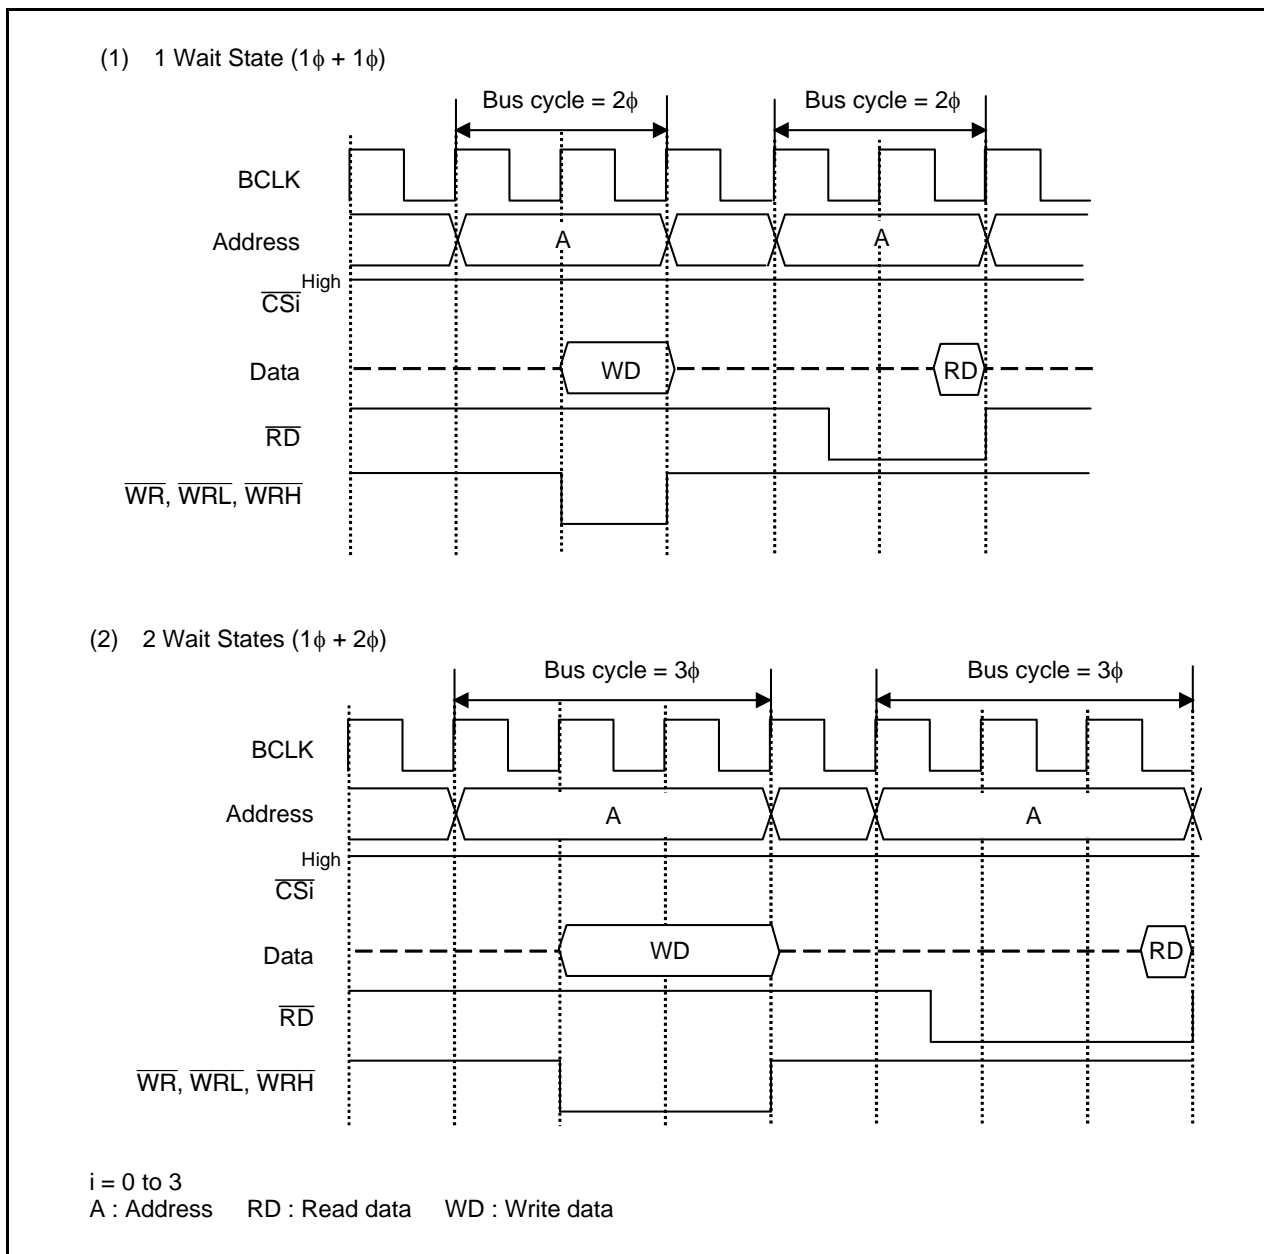 (1) 1 Wait State (1ϕ + 1ϕ)
Bus cycle = 2ϕ Bus cycle = 2ϕ
BCLK
Address A A
High
CSi
Data WD RD
RD
WR, WRL, WRH
(2) 2 Wait States (1ϕ + 2ϕ)
Bus cycle = 3ϕ Bus cycle = 3ϕ
BCLK
Address A A
High
CSi
Data WD RD
RD
WR, WRL, WRH
i = 0 to 3
A : Address RD : Read data WD : Write data